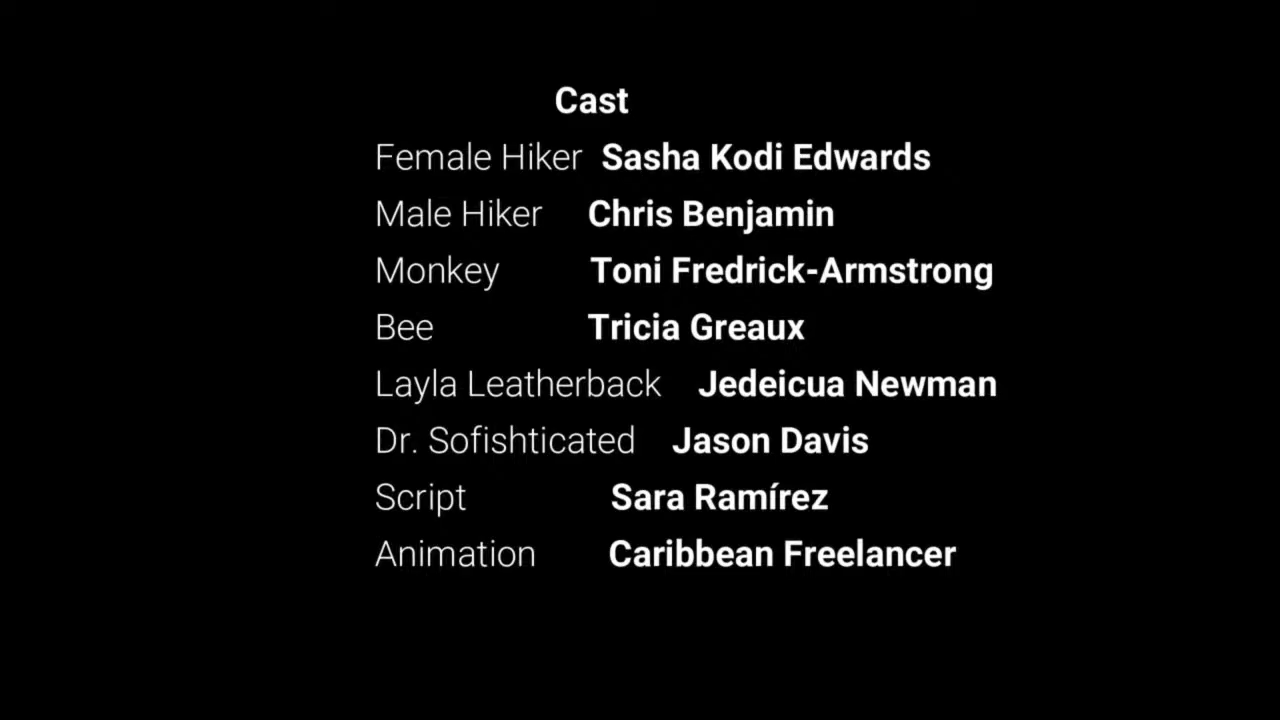 Cast
Female Hiker Sasha Kodi Edwards
Male Hiker Chris Benjamin
Monkey Toni Fredrick-Armstrong
Bee Tricia Greaux
Layla Leatherback Jedeicua Newman
Dr. Sofishticated Jason Davis
Script Sara Ramírez
Animation Caribbean Freelancer